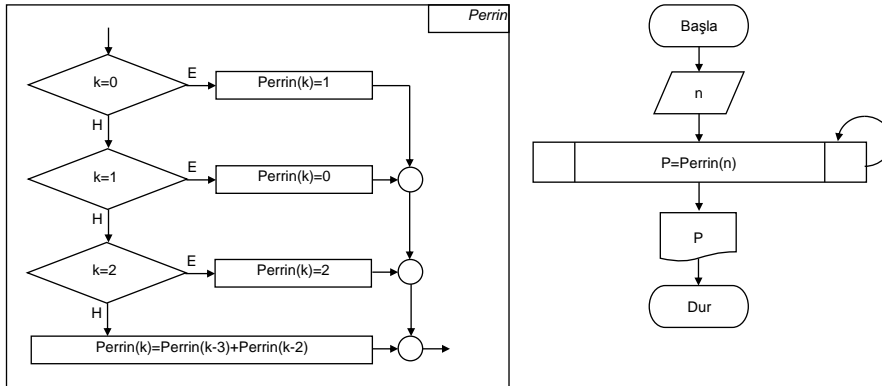 Perrin
k=0
E
Perrin(k)=1
H
k=1
E
Perrin(k)=0
H
k=2
E
Perrin(k)=2
H
Perrin(k)=Perrin(k-3)+Perrin(k-2)
Başla
n
P=Perrin(n)
P
Dur